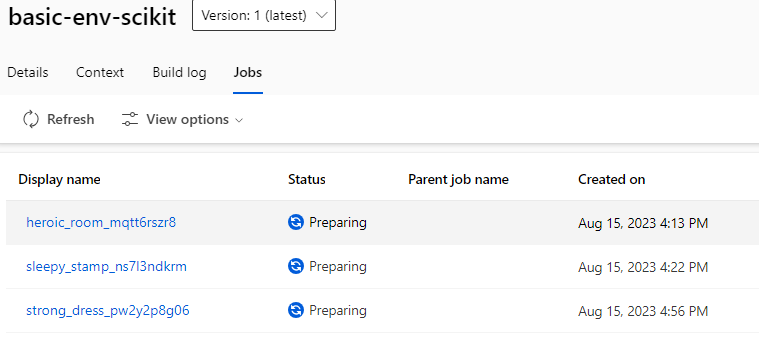 basic-env-scikit Version: 1 (latest)
Details Context Build log Jobs
Refresh View options
Display name Status Parent job name Created on
heroic_room_mqtt6rszr8 Preparing Aug 15, 2023 4:13 PM
sleepy_stamp_ns7l3ndkrm Preparing Aug 15, 2023 4:22 PM
strong_dress_pw2y2p8g06 Preparing Aug 15, 2023 4:56 PM